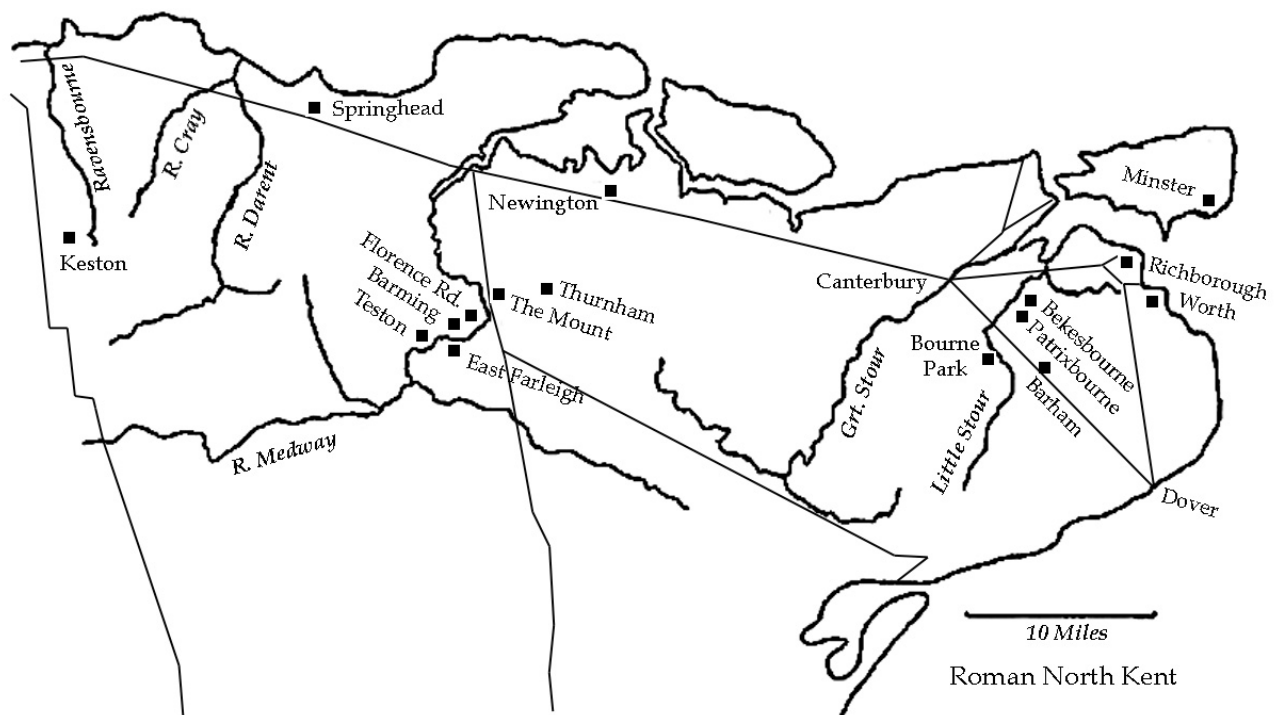 Ravensbourne
R. Cray
R. Darent
Springhead
Keston
Newington
Minster
Florence Rd.
Barming
Teston
The Mount
Thurnham
East Farleigh
R. Medway
Canterbury
Richborough
Worth
Bekesbourne
Patrixbourne
Bourne
Park
Barham
Grt. Stour
Little Stour
Dover
10 Miles
Roman North Kent